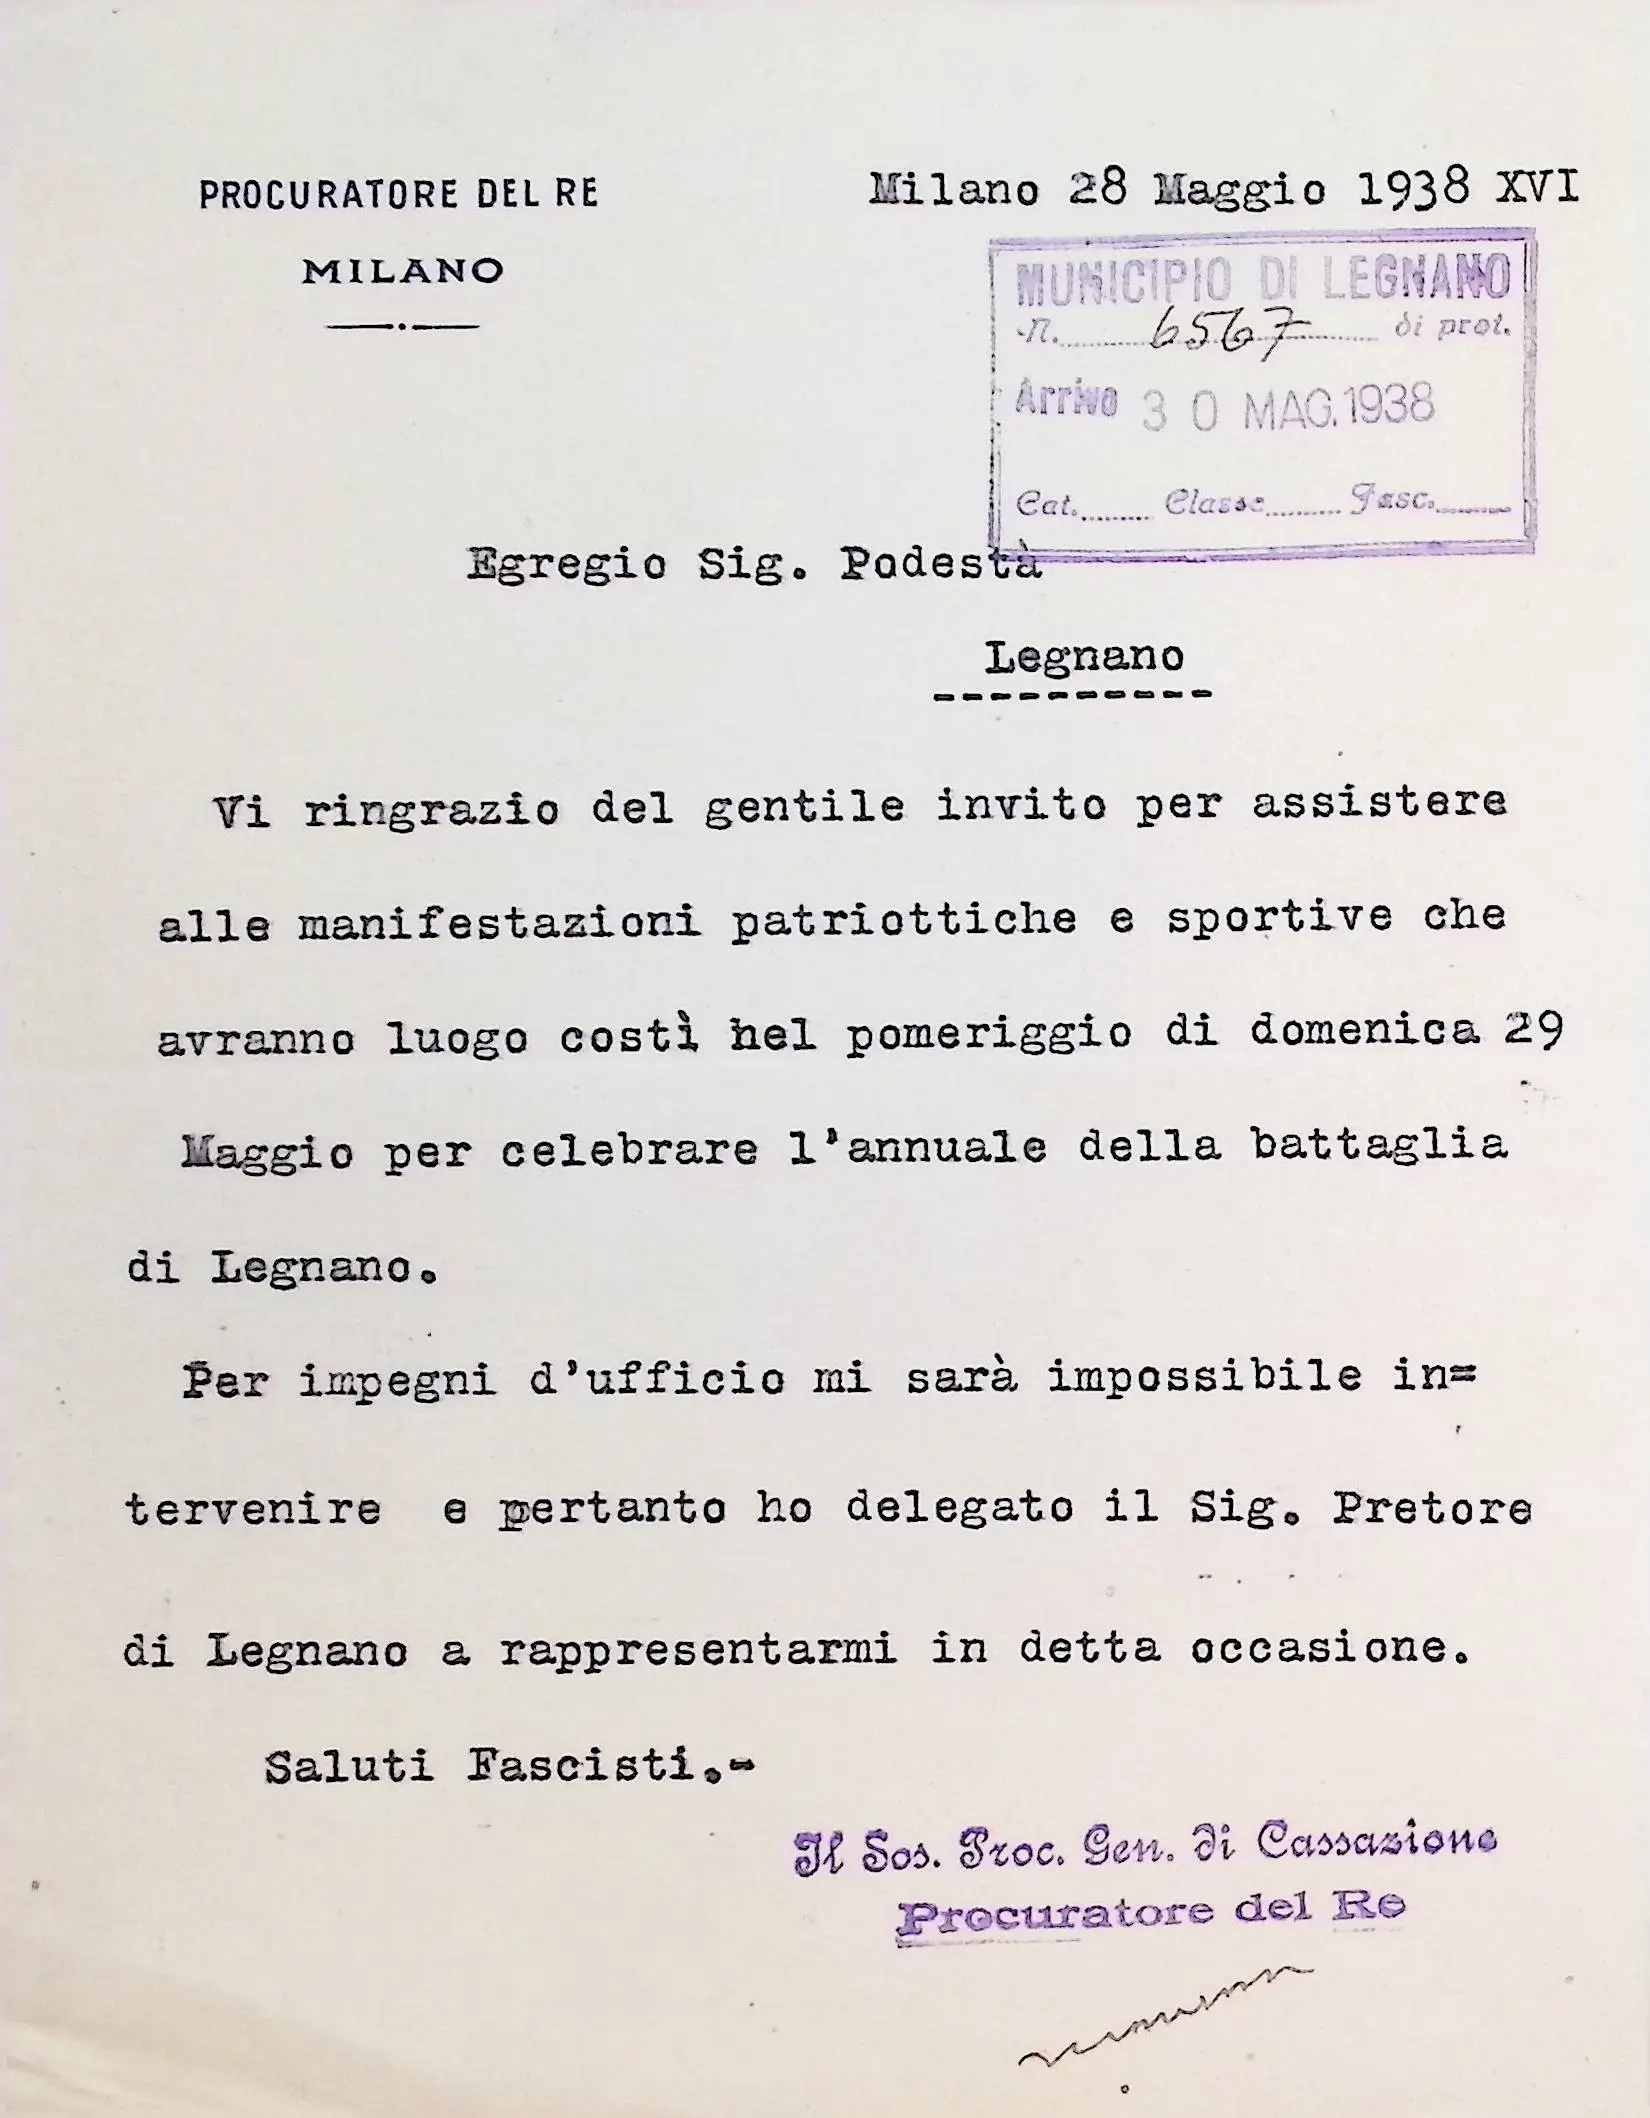 PROCURATORE DEL RE
MILANO
Milano 28 Maggio 1938 XVI
MUNICIPIO DI LEGNANO
N. 6567 di prot.
Arrivo 30 MAG. 1938
Cat. Classe Fasc.
Egregio Sig. Podestà
Legnano
Vi ringrazio del gentile invito per assistere
alle manifestazioni patriottiche e sportive che
avranno luogo costì nel pomeriggio di domenica 29
Maggio per celebrare l'annuale della battaglia
di Legnano.
Per impegni d'ufficio mi sarà impossibile in=
tervenire e pertanto ho delegato il Sig. Pretore
di Legnano a rappresentarmi in detta occasione.
Saluti Fascisti.-
Il Sos. Proc. Gen. di Cassazione
Procuratore del Re